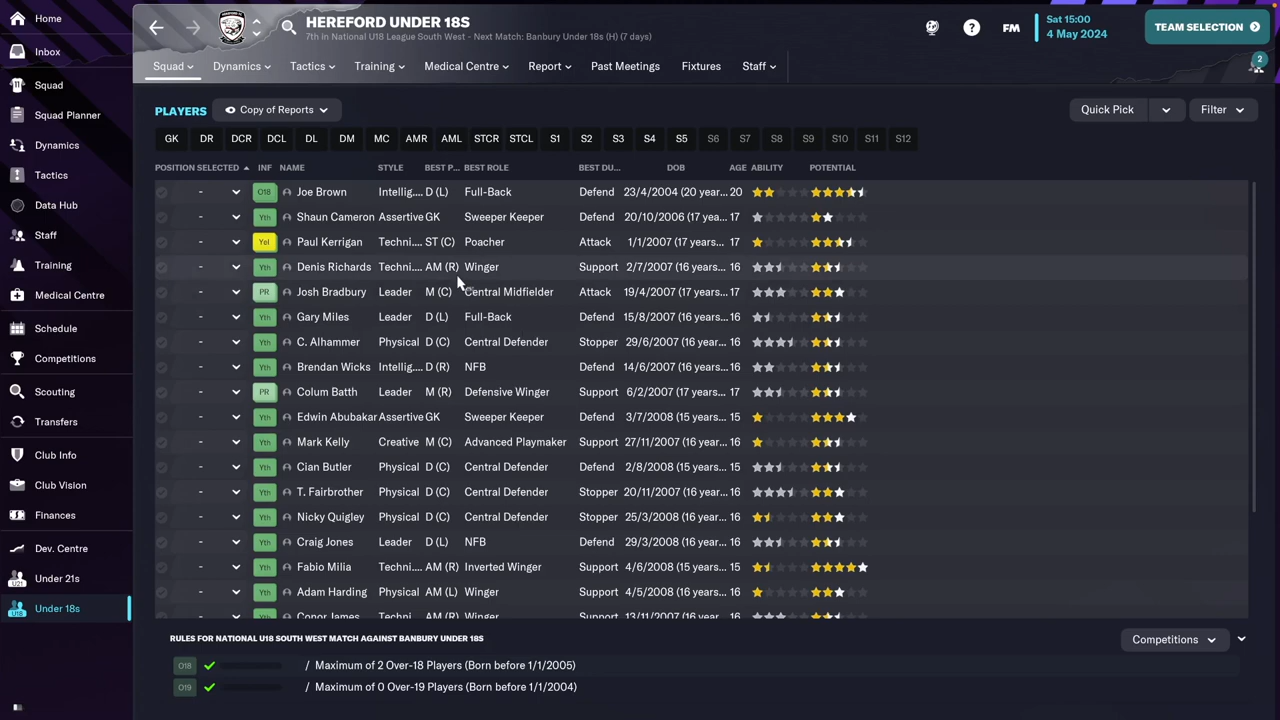 Home
HEREFORD UNDER 18S
7th in National U18 League South West - Next Match: Banbury Under 18s (H) (7 days)
FM
Sat 15:00
4 May 2024
TEAM SELECTION
Inbox
Squad
Squad Planner
Dynamics
Tactics
Data Hub
Staff
Training
Medical Centre
Schedule
Competitions
Scouting
Transfers
Club Info
Club Vision
Finances
Dev. Centre
Under 21s
Under 18s
Squad Dynamics Tactics Training Medical Centre Report Past Meetings Fixtures Staff 2
PLAYERS Copy of Reports Quick Pick Filter
GK DR DCR DCL DL DM MC AMR AML STCR STCL S1 S2 S3 S4 S5 S6 S7 S8 S9 S10 S11 S12
POSITION SELECTED INF NAME STYLE BEST P... BEST ROLE BEST DU... DOB AGE ABILITY POTENTIAL
- O18 Joe Brown Intellig.... D (L) Full-Back Defend 23/4/2004 (20 year... 20
- Yth Shaun Cameron Assertive GK Sweeper Keeper Defend 20/10/2006 (17 yea... 17
- Yel Paul Kerrigan Techni.... ST (C) Poacher Attack 1/1/2007 (17 years... 17
- Yth Denis Richards Techni.... AM (R) Winger Support 2/7/2007 (16 years... 16
- PR Josh Bradbury Leader M (C) Central Midfielder Attack 19/4/2007 (17 years... 17
- Yth Gary Miles Leader D (L) Full-Back Defend 15/8/2007 (16 years... 16
- Yth C. Alhammer Physical D (C) Central Defender Stopper 29/6/2007 (16 years... 16
- Yth Brendan Wicks Intellig.... D (R) NFB Defend 14/6/2007 (16 years... 16
- PR Colum Batth Leader M (R) Defensive Winger Support 6/2/2007 (17 years... 17
- Yth Edwin Abubakar Assertive GK Sweeper Keeper Defend 3/7/2008 (15 years... 15
- Yth Mark Kelly Creative M (C) Advanced Playmaker Support 27/11/2007 (16 year... 16
- Yth Cian Butler Physical D (C) Central Defender Defend 2/8/2008 (15 years... 15
- Yth T. Fairbrother Physical D (C) Central Defender Stopper 20/11/2007 (16 year... 16
- Yth Nicky Quigley Physical D (C) Central Defender Stopper 25/3/2008 (16 year... 16
- Yth Craig Jones Leader D (L) NFB Defend 29/3/2008 (16 year... 16
- Yth Fabio Milia Techni.... AM (R) Inverted Winger Support 4/6/2008 (15 years... 15
- Yth Adam Harding Physical AM (L) Winger Support 4/5/2008 (16 years... 16
- Yth Conor James Techni.... AM (R) Winger Support 13/11/2007 (16 year... 16
RULES FOR NATIONAL U18 SOUTH WEST MATCH AGAINST BANBURY UNDER 18S Competitions
O18 / Maximum of 2 Over-18 Players (Born before 1/1/2005)
O19 / Maximum of 0 Over-19 Players (Born before 1/1/2004)